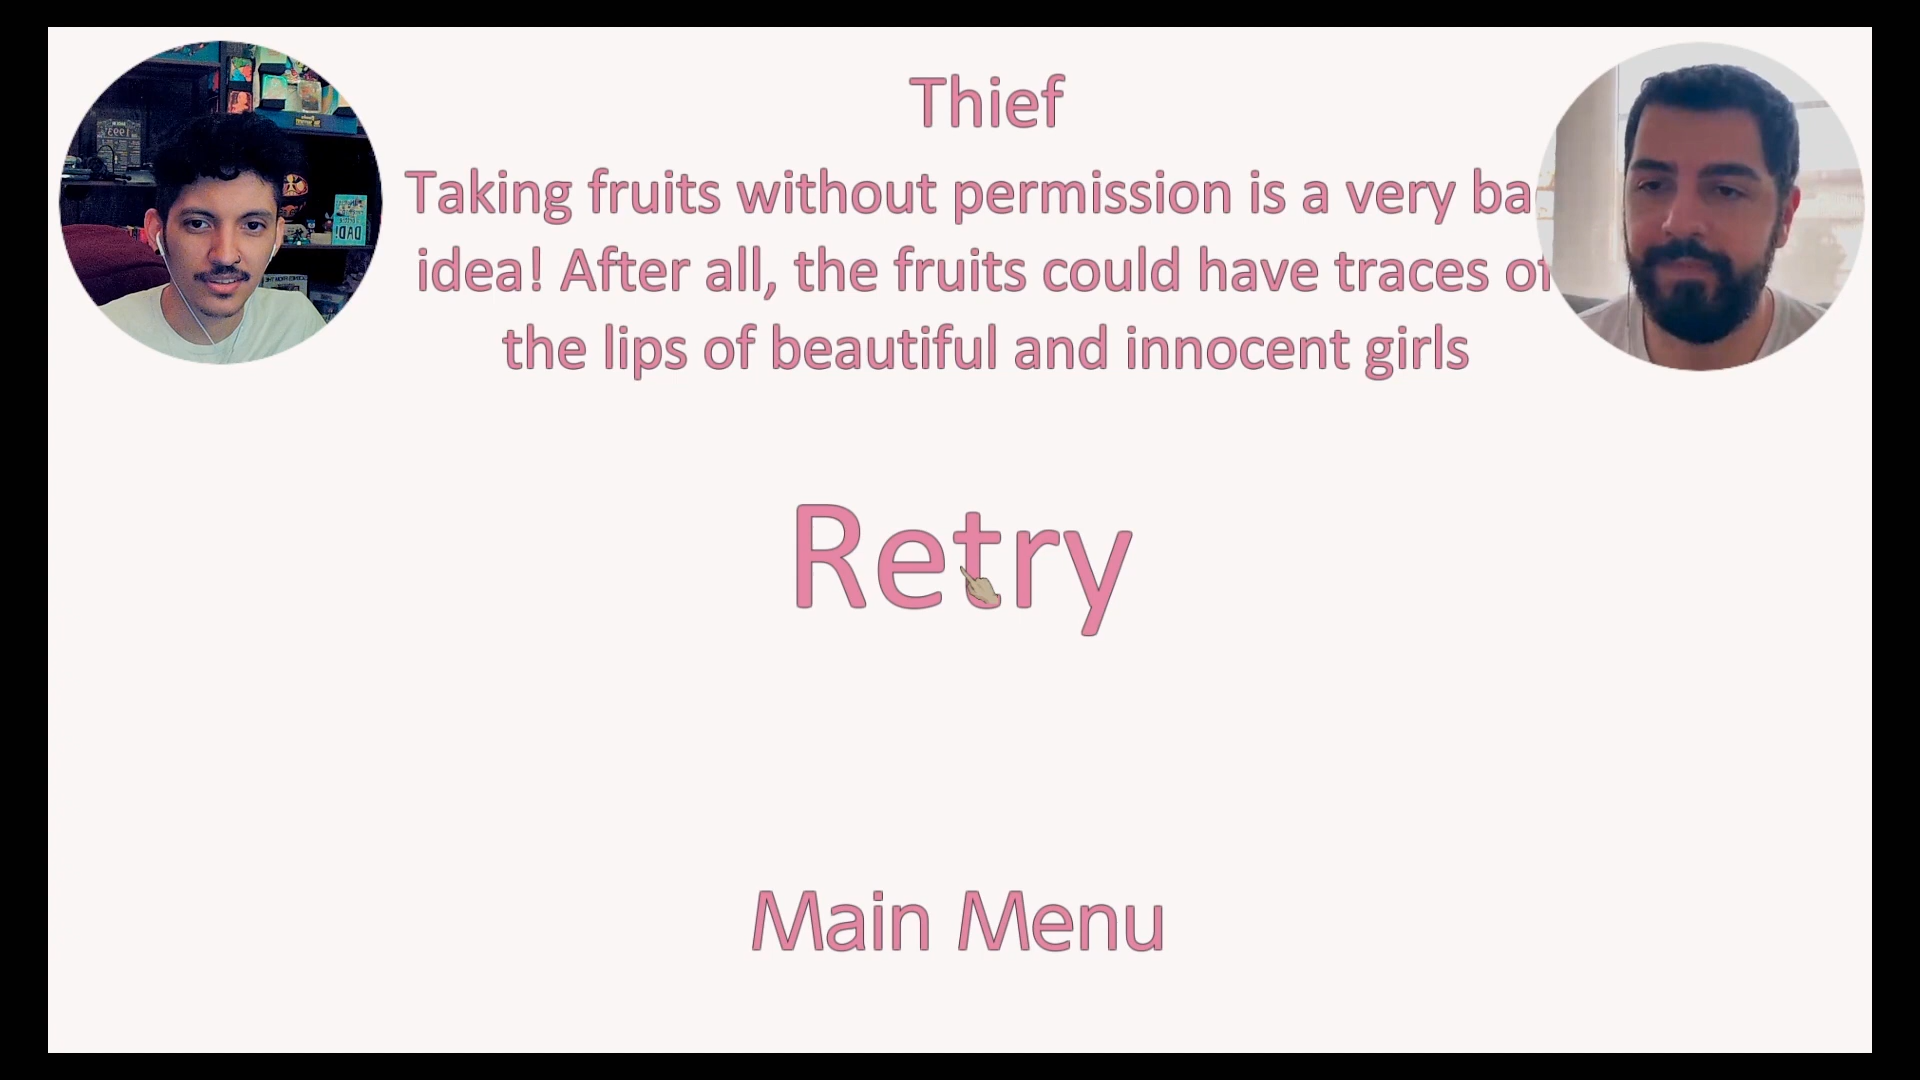 Thief
Taking fruits without permission is a very ba
idea! After all, the fruits could have traces of
the lips of beautiful and innocent girls
Retry
Main Menu